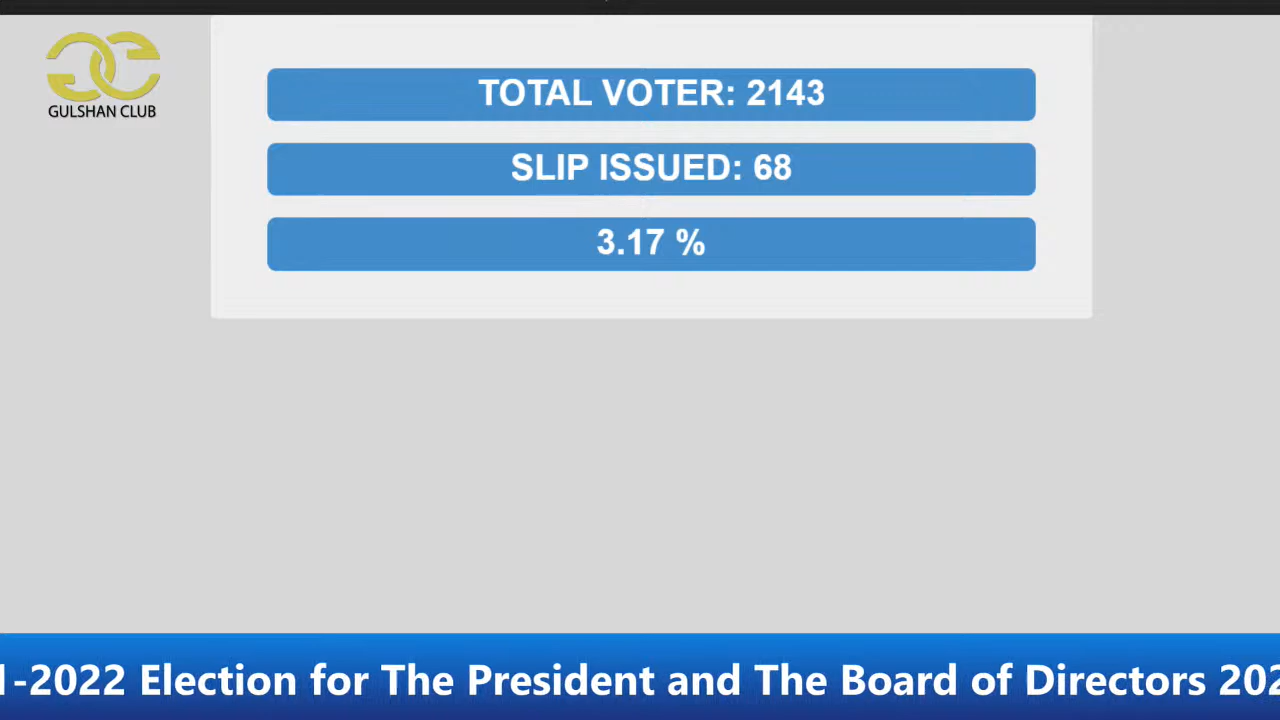 GULSHAN CLUB
TOTAL VOTER: 2143
SLIP ISSUED: 68
3.17 %
-2022 Election for The President and The Board of Directors 202